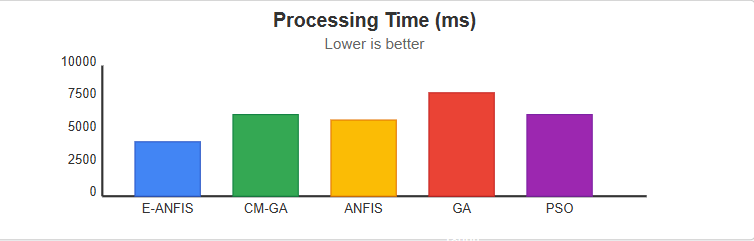 Processing Time (ms)
Lower is better
10000
7500
5000
2500
0
E-ANFIS
CM-GA
ANFIS
GA
PSO